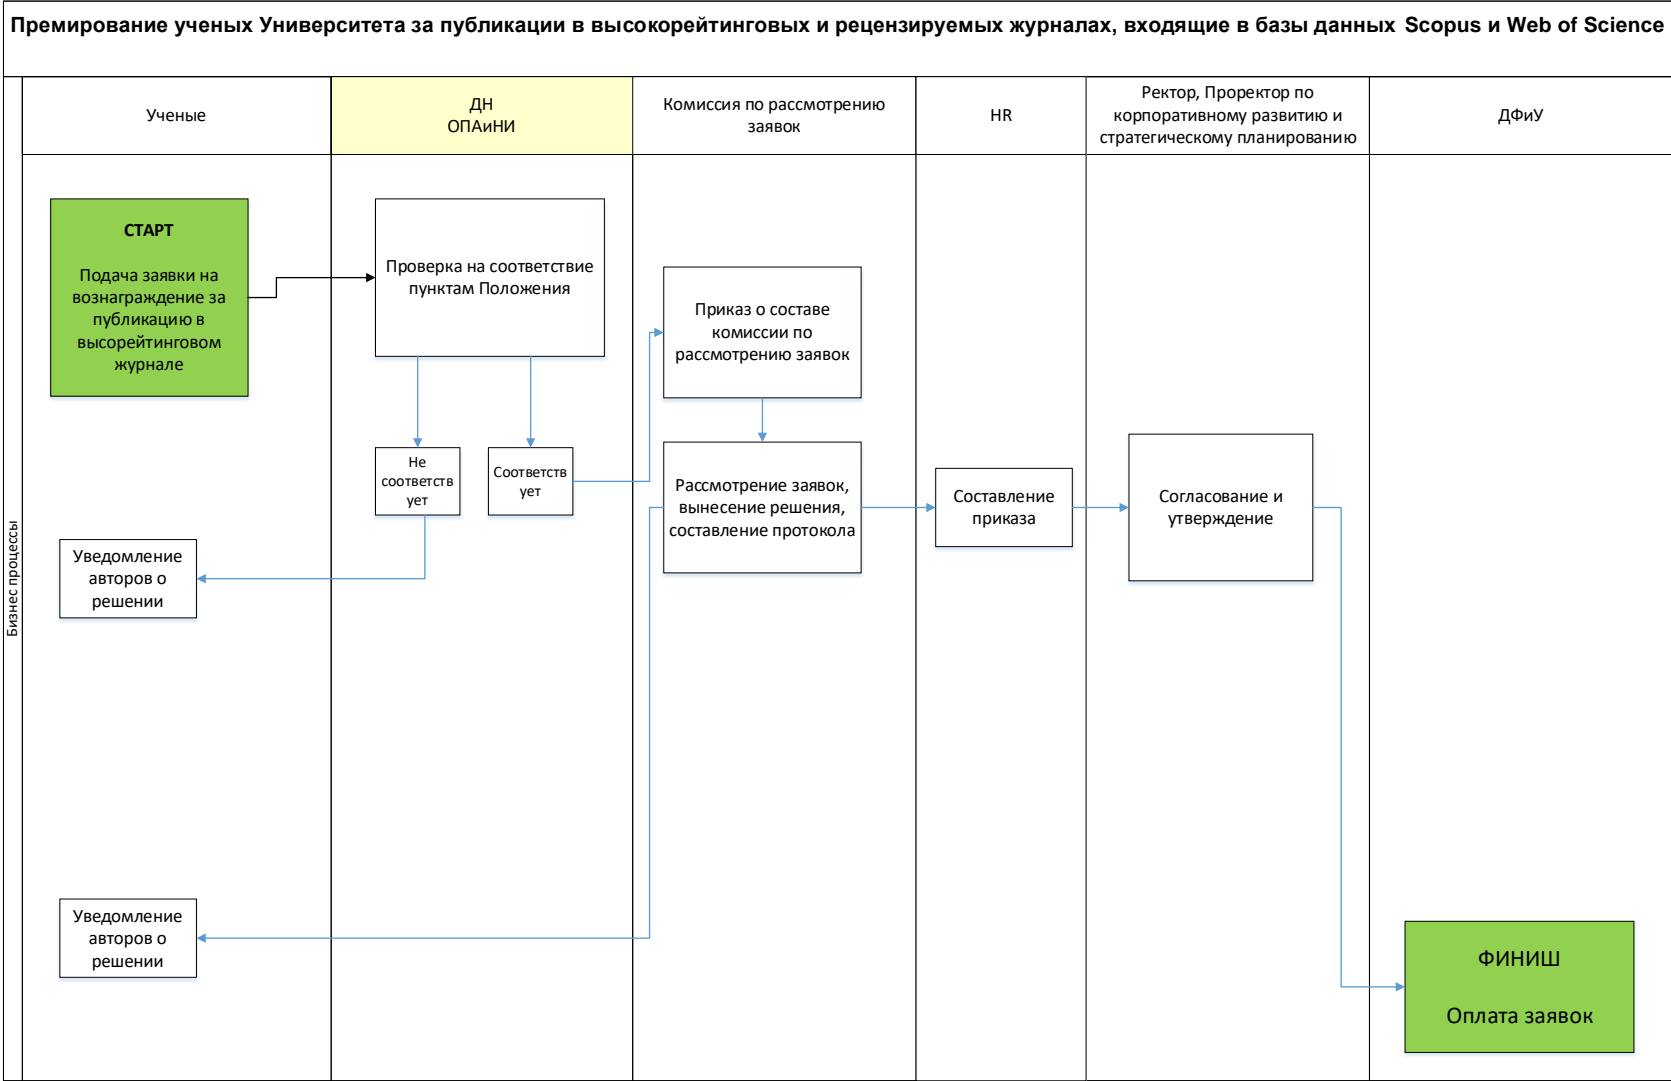 Премирование ученых Университета за публикации в высокорейтинговых и рецензируемых журналах, входящие в базы данных Scopus и Web of Science
Ученые
ДН
ОПАиНИ
Комиссия по рассмотрению
заявок
HR
Ректор, Проректор по
корпоративному развитию и
стратегическому планированию
ДФиУ
Бизнес процессы
СТАРТ
Подача заявки на
вознаграждение за
публикацию в
высорейтинговом
журнале
Проверка на соответствие
пунктам Положения
Приказ о составе
комиссии по
рассмотрению заявок
Не
соответств
ует
Соответств
ует
Рассмотрение заявок,
вынесение решения,
составление протокола
Составление
приказа
Согласование и
утверждение
Уведомление
авторов о
решении
Уведомление
авторов о
решении
ФИНИШ
Оплата заявок